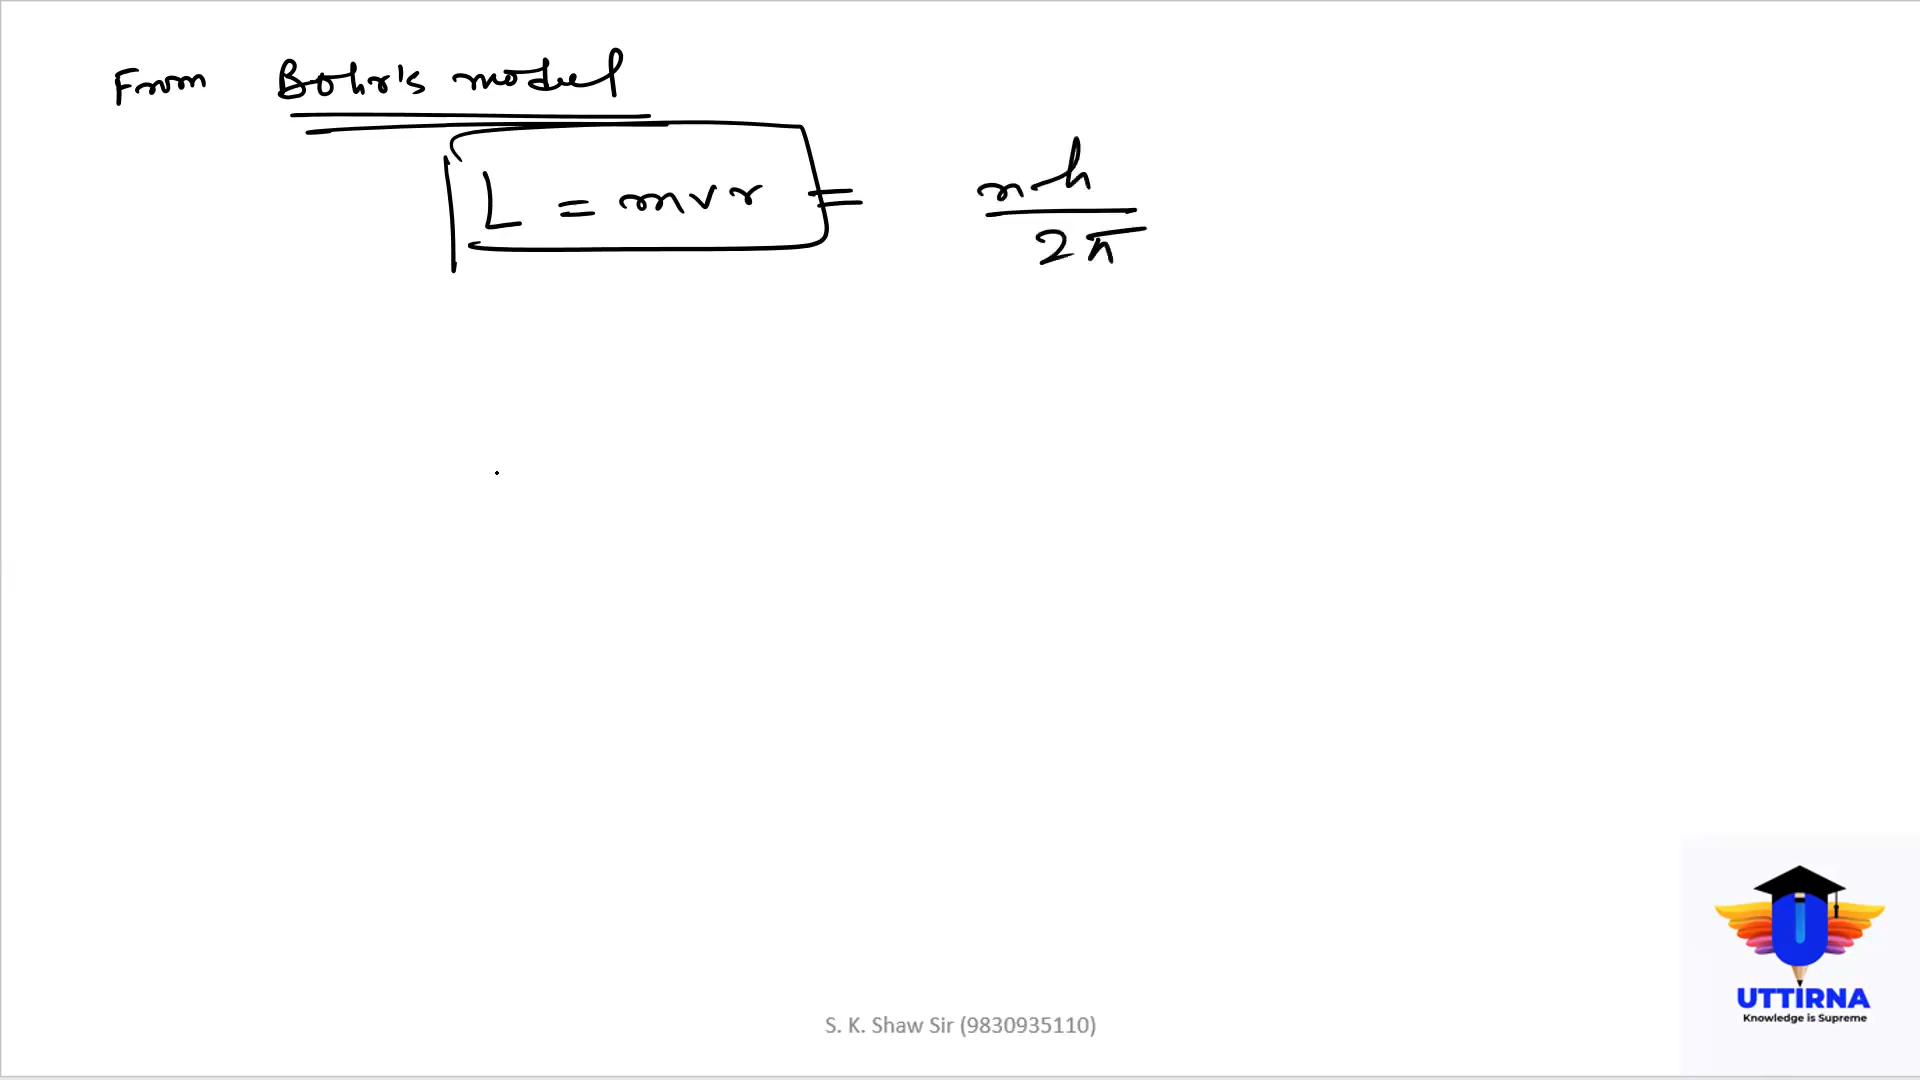 From Bohr's model
L = mvr = nh/2π
S. K. Shaw Sir (9830935110)
UTTIRNA
Knowledge is Supreme